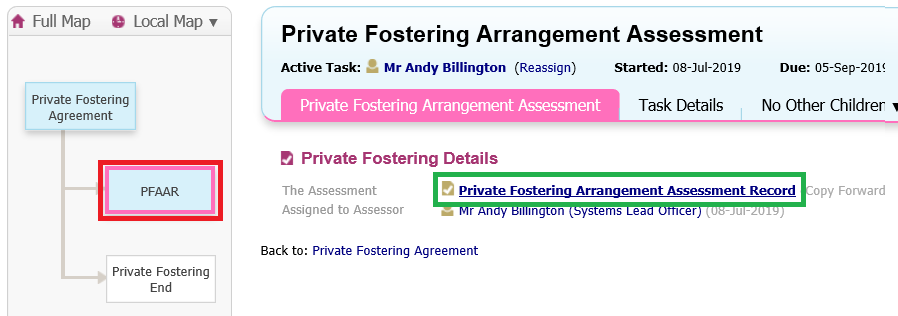 Full Map Local Map ▼
Private Fostering
Agreement
PFAAR
Private Fostering
End
Private Fostering Arrangement Assessment
Active Task: Mr Andy Billington (Reassign) Started: 08-Jul-2019 Due: 05-Sep-2019
Private Fostering Arrangement Assessment Task Details No Other Children ▼
Private Fostering Details
The Assessment Private Fostering Arrangement Assessment Record Copy Forward
Assigned to Assessor Mr Andy Billington (Systems Lead Officer) (08-Jul-2019)
Back to: Private Fostering Agreement